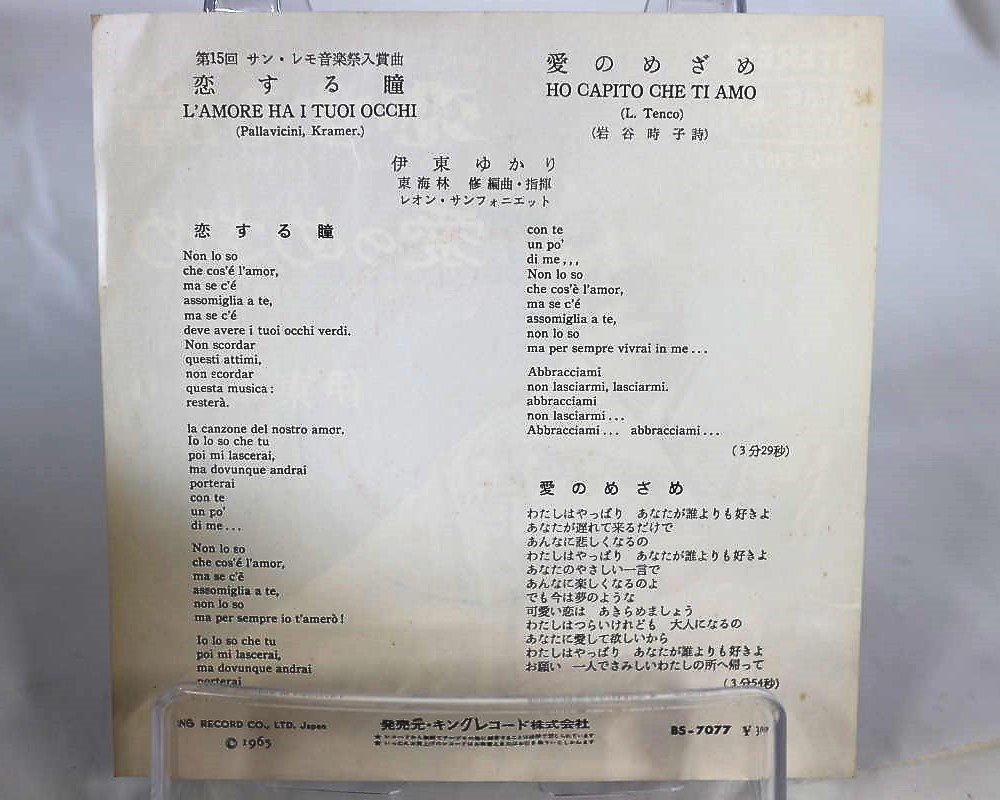 第15回 サン・レモ音楽祭入賞曲
恋する瞳
L'AMORE HA I TUOI OCCHI
(Pallavicini, Kramer.)
愛のめざめ
HO CAPITO CHE TI AMO
(L. Tenco)
(岩谷時子詩)
伊東ゆかり
東海林 修 編曲・指揮
レオン・サンフォニエット
恋する瞳
Non lo so
che cos'é l'amor,
ma se c'é
assomiglia a te,
ma se c'é
deve avere i tuoi occhi verdi.
Non scordar
questi attimi,
non scordar
questa musica:
resterà.
la canzone del nostro amor.
Io lo so che tu
poi mi lascerai,
ma dovunque andrai
porterai
con te
un po'
di me...
Non lo so
che cos'é l'amor,
ma se c'é
assomiglia a te,
non lo so
ma per sempre io t'amerò!
Io lo so che tu
poi mi lascerai,
ma dovunque andrai
porterai
con te
un po'
di me,,,
Non lo so
che cos'è l'amor,
ma se c'é
assomiglia a te,
non lo so
ma per sempre vivrai in me...
Abbracciami
non lasciarmi, lasciarmi.
abbracciami
non lasciarmi...
Abbracciami... abbracciami...
(3分29秒)
愛のめざめ
わたしはやっぱり あなたが誰よりも好きよ
あなたが遅れて来るだけで
あんなに悲しくなるの
わたしはやっぱり あなたが誰よりも好きよ
あなたのやさしい一言で
あんなに楽しくなるのよ
でも今は夢のような
可愛い恋は あきらめましょう
わたしはつらいけれども 大人になるの
あなたに愛して欲しいから
わたしはやっぱり あなたが誰よりも好きよ
お願い 一人でさみしいわたしの所へ帰って
(3分54秒)
NG RECORD CO., LTD. Japan
© 1965
発売元・キングレコード株式会社
BS-7077 ¥